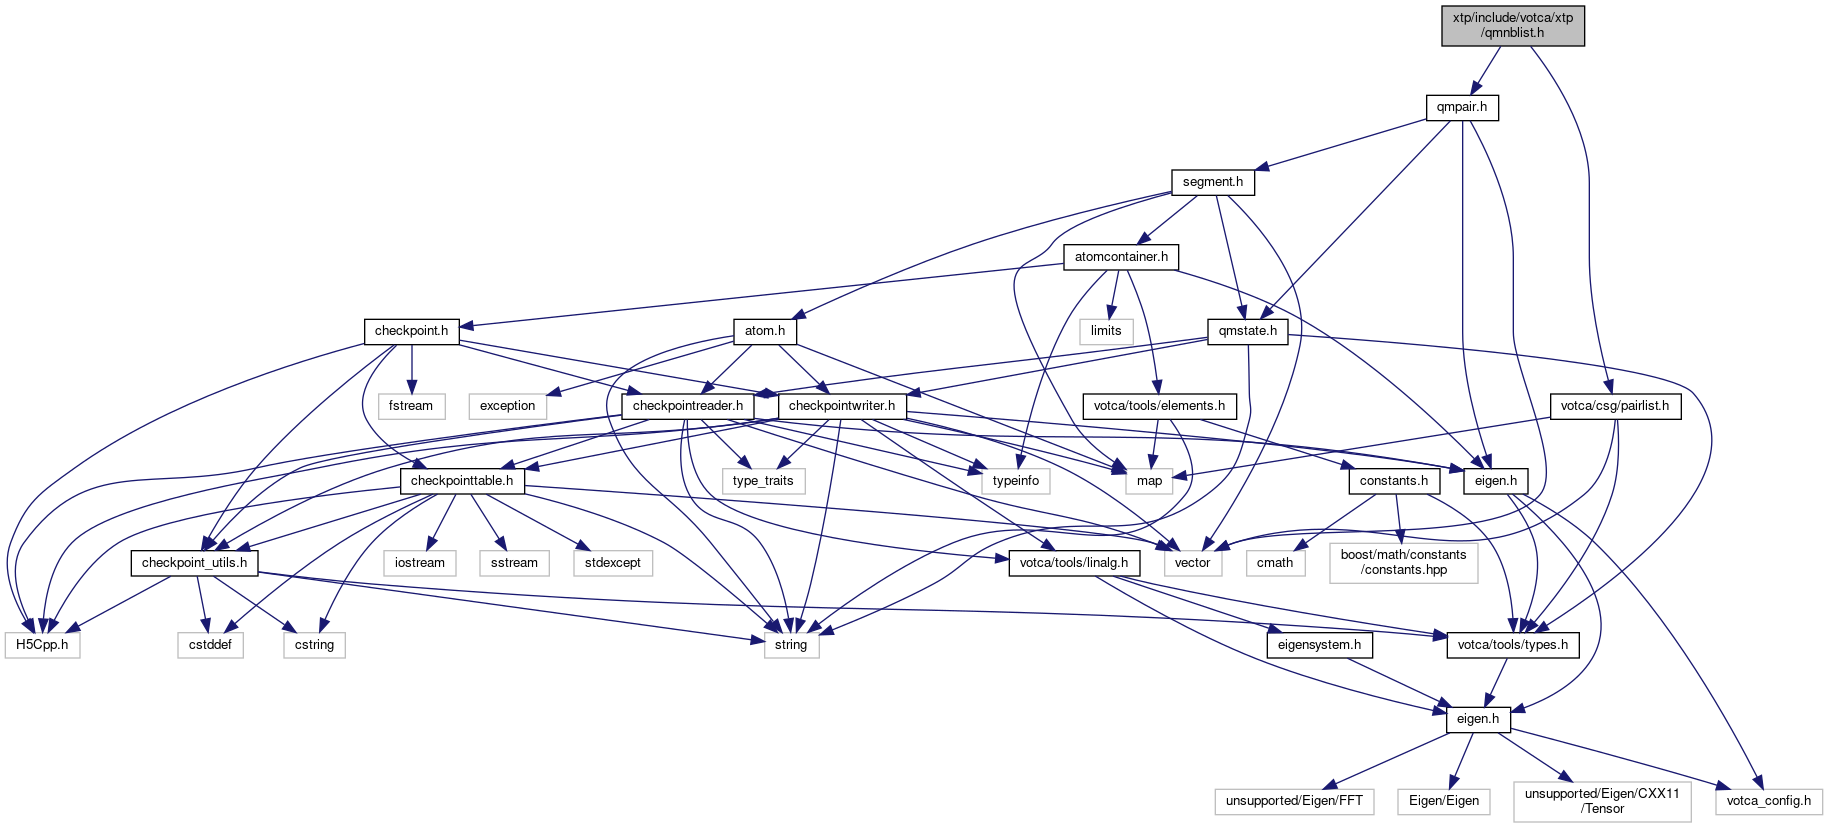 xtp/include/votca/xtp
/qmnblist.h
qmpair.h
segment.h
atomcontainer.h
checkpoint.h
atom.h
limits
qmstate.h
fstream
exception
checkpointreader.h
checkpointwriter.h
votca/tools/elements.h
votca/csg/pairlist.h
checkpointtable.h
type_traits
typeinfo
map
constants.h
eigen.h
checkpoint_utils.h
iostream
sstream
stdexcept
votca/tools/linalg.h
vector
cmath
boost/math/constants
/constants.hpp
H5Cpp.h
cstddef
cstring
string
eigensystem.h
votca/tools/types.h
eigen.h
unsupported/Eigen/FFT
Eigen/Eigen
unsupported/Eigen/CXX11
/Tensor
votca_config.h